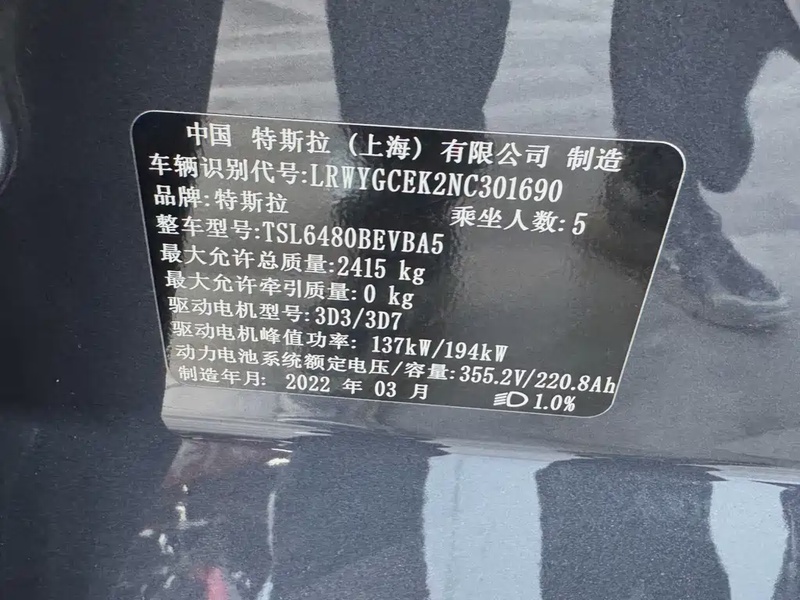 中国 特斯拉（上海）有限公司 制造
车辆识别代号:LRWYGCEK2NC301690
品牌:特斯拉 乘坐人数:5
整车型号:TSL6480BEVBA5
最大允许总质量:2415 kg
最大允许牵引质量:0 kg
驱动电机型号:3D3/3D7
驱动电机峰值功率: 137kW/194kW
动力电池系统额定电压/容量:355.2V/220.8Ah
制造年月: 2022 年 03 月 1.0%